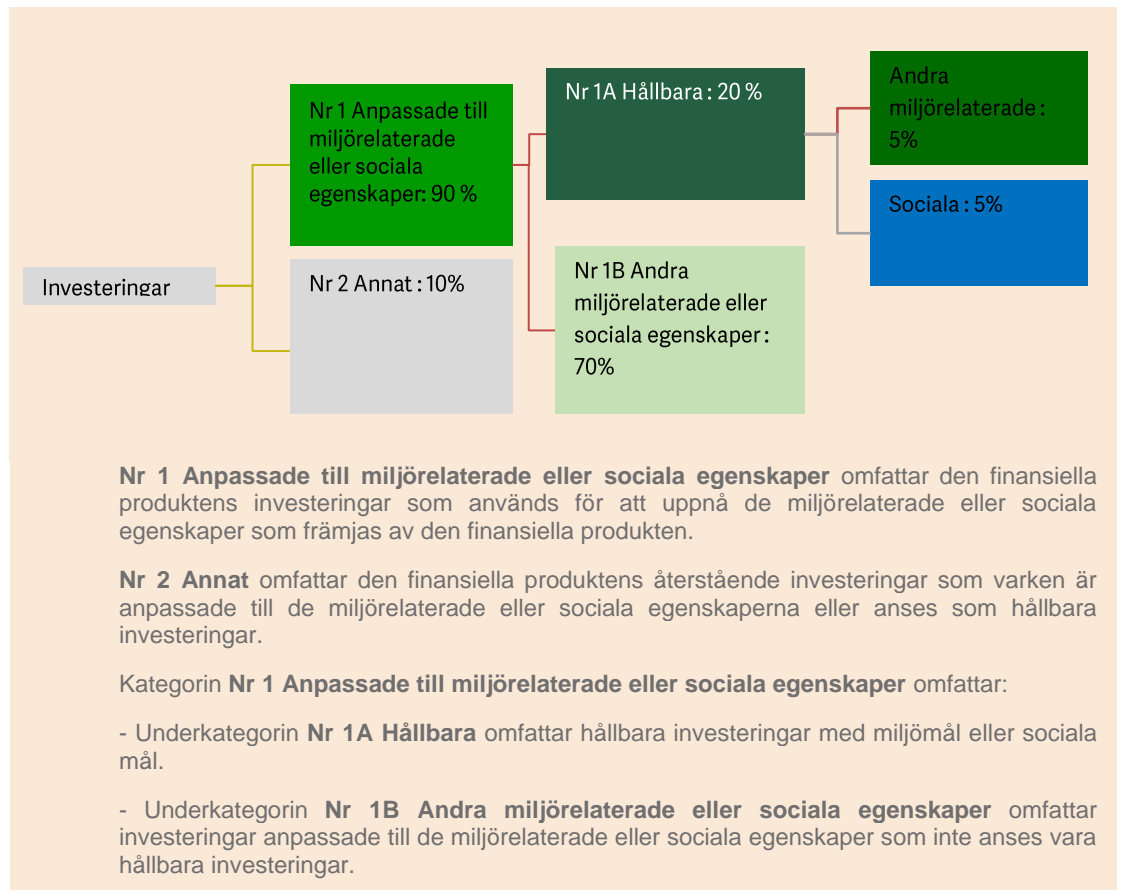 Investeringar
Nr 1 Anpassade till
miljörelaterade
eller sociala
egenskaper: 90 %
Nr 2 Annat : 10%
Nr 1A Hållbara : 20 %
Nr 1B Andra
miljörelaterade eller
sociala egenskaper :
70%
Andra
miljörelaterade :
5%
Sociala : 5%
Nr 1 Anpassade till miljörelaterade eller sociala egenskaper omfattar den finansiella
produktens investeringar som används för att uppnå de miljörelaterade eller sociala
egenskaper som främjas av den finansiella produkten.
Nr 2 Annat omfattar den finansiella produktens återstående investeringar som varken är
anpassade till de miljörelaterade eller sociala egenskaperna eller anses som hållbara
investeringar.
Kategorin Nr 1 Anpassade till miljörelaterade eller sociala egenskaper omfattar:
- Underkategorin Nr 1A Hållbara omfattar hållbara investeringar med miljömål eller sociala
mål.
- Underkategorin Nr 1B Andra miljörelaterade eller sociala egenskaper omfattar
investeringar anpassade till de miljörelaterade eller sociala egenskaper som inte anses vara
hållbara investeringar.